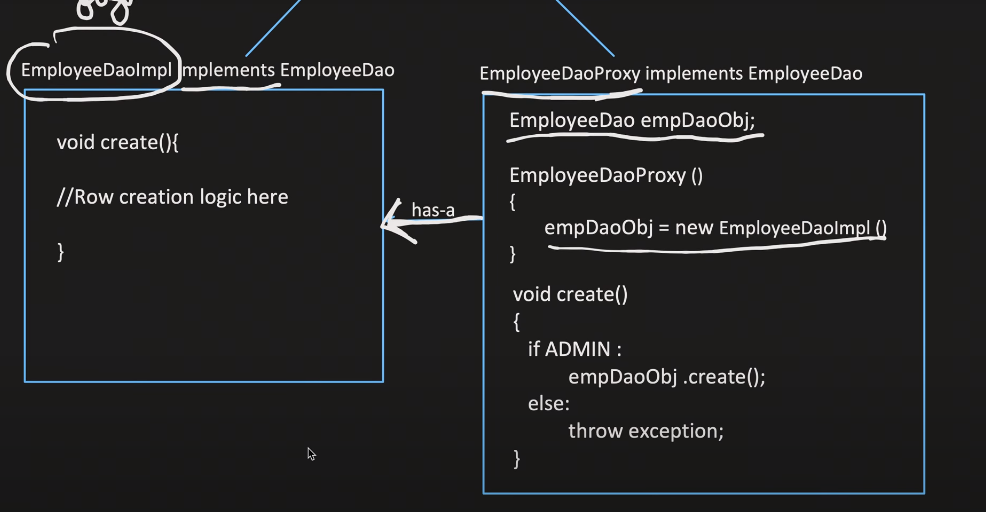 EmployeeDaoImpl implements EmployeeDao
void create(){
//Row creation logic here
}
has-a
EmployeeDaoProxy implements EmployeeDao
EmployeeDao empDaoObj;
EmployeeDaoProxy ()
{
empDaoObj = new EmployeeDaoImpl ()
}
void create()
{
if ADMIN :
empDaoObj .create();
else:
throw exception;
}